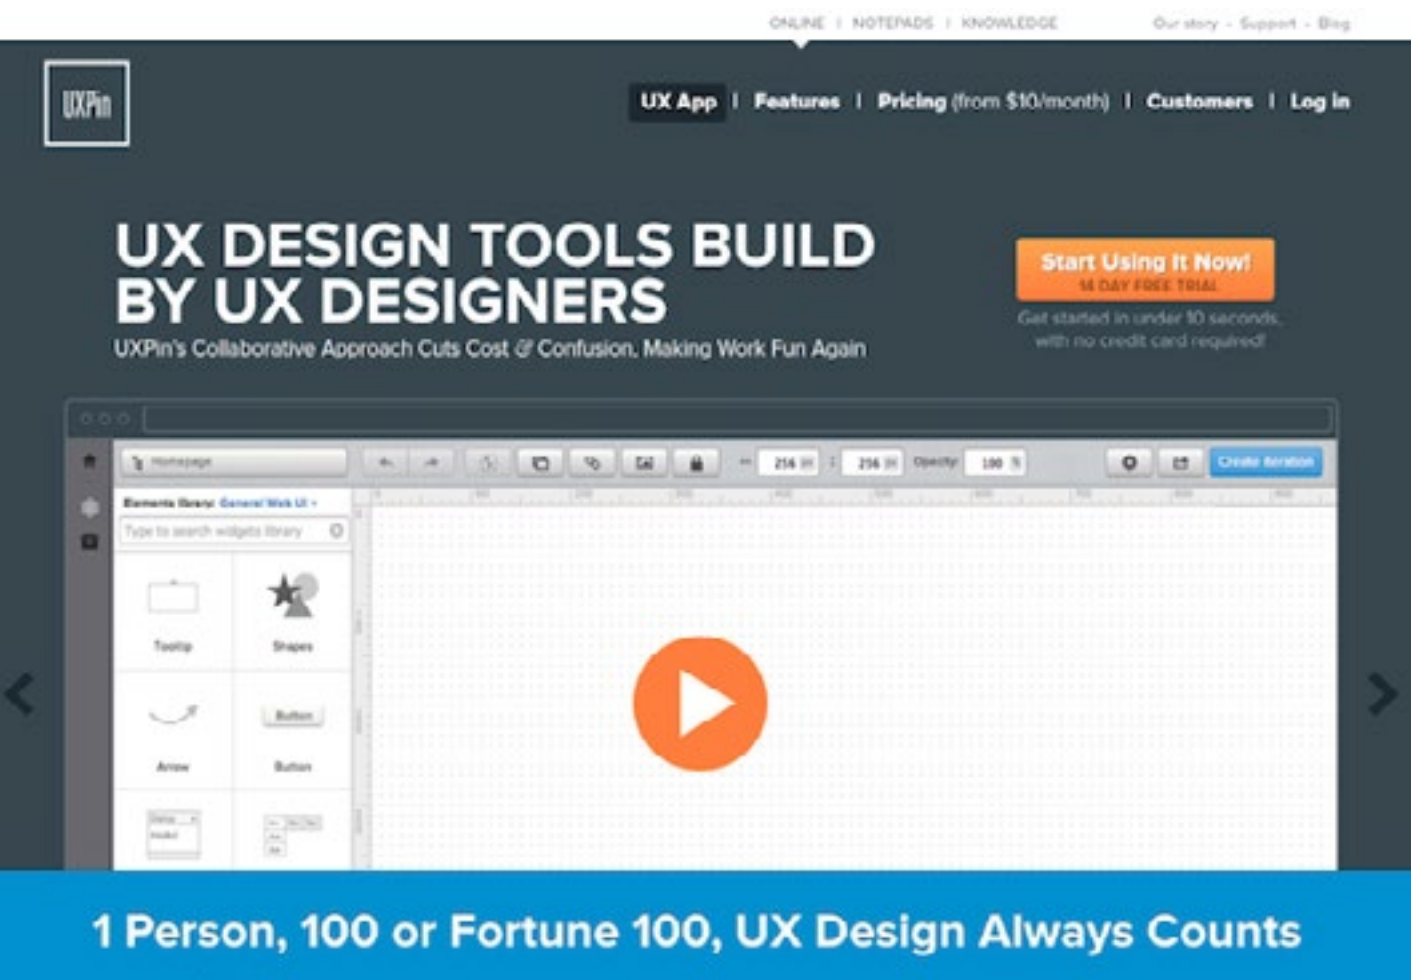 ONLINE | NOTEPADS | KNOWLEDGE
Our story - Support - Blog
UXPin
UX App | Features | Pricing (from $10/month) | Customers | Log in
UX DESIGN TOOLS BUILD
BY UX DESIGNERS
UXPin's Collaborative Approach Cuts Cost & Confusion, Making Work Fun Again
Start Using It Now!
14 DAY FREE TRIAL
Get started in under 10 seconds,
with no credit card required!
Homepage
256
256
Opacity:
100 %
Create Iteration
Elements library: General Web UI
Type to search widgets library
Tooltip
Shapes
Button
Arrow
Button
1 Person, 100 or Fortune 100, UX Design Always Counts